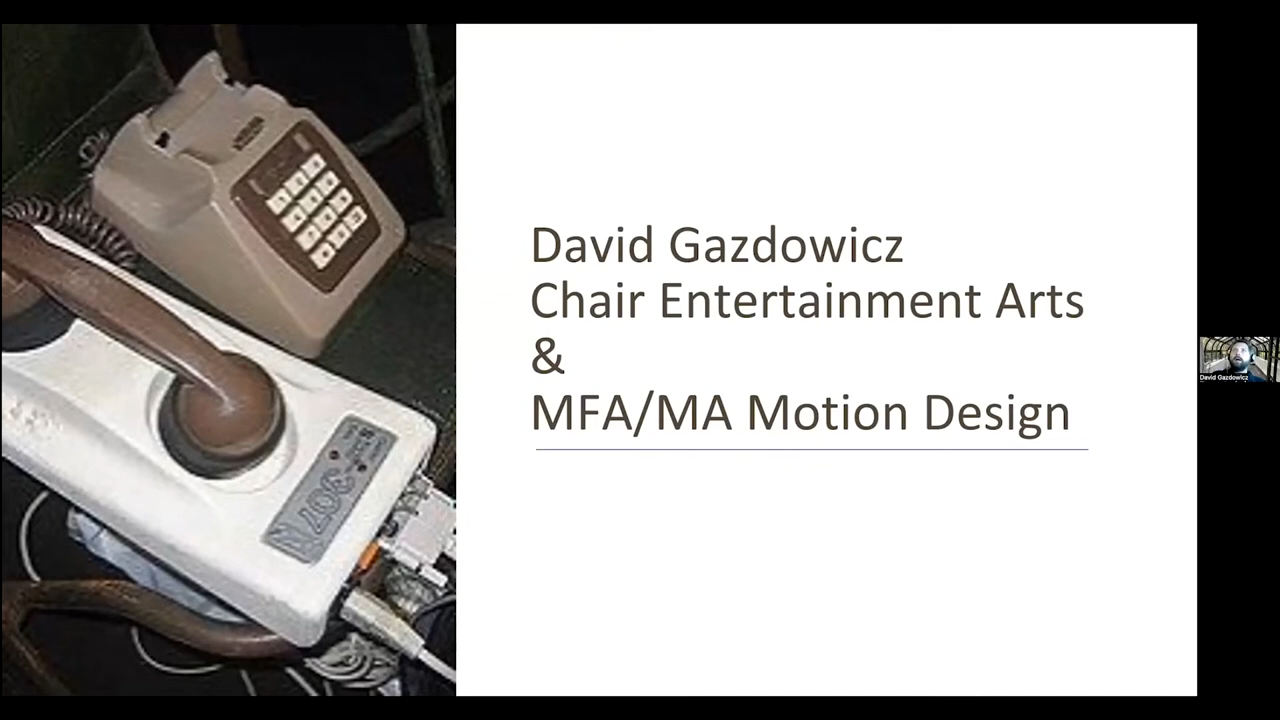 David Gazdowicz
Chair Entertainment Arts
&
MFA/MA Motion Design
David Gazdowicz